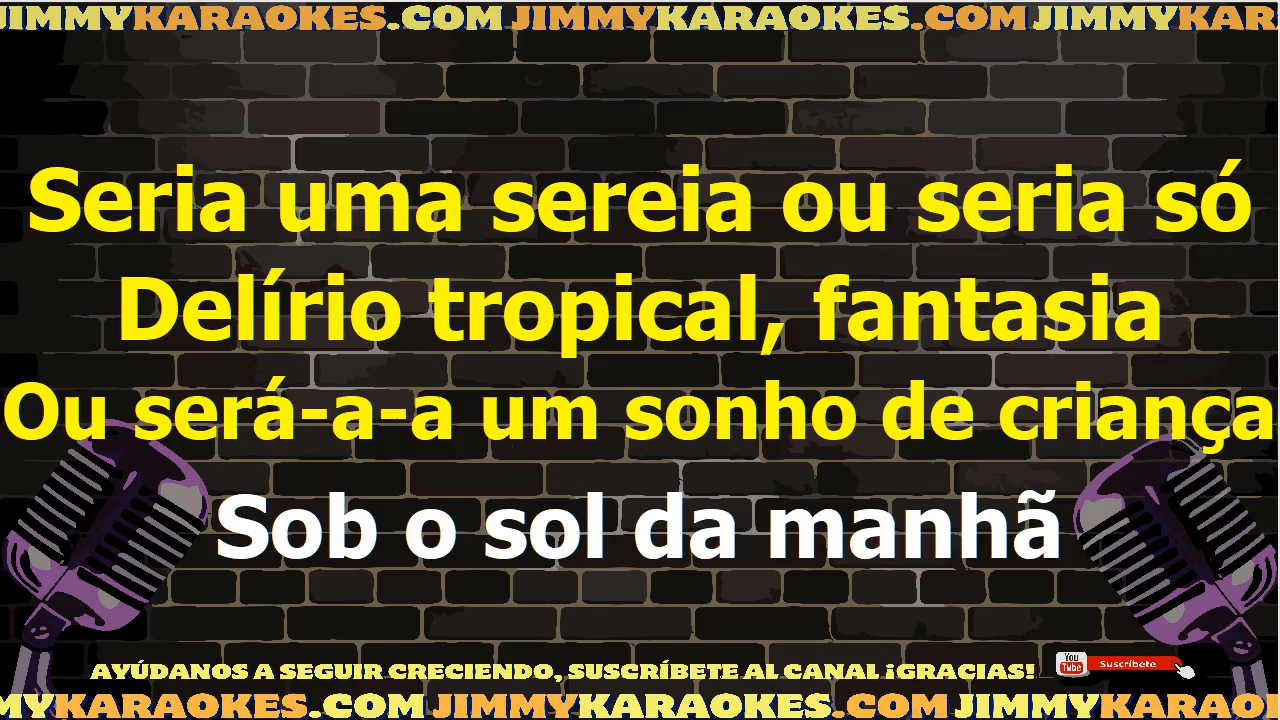 JIMMYKARAOKES.COM JIMMYKARAOKES.COM JIMMYKAR
Seria uma sereia ou seria só
Delírio tropical, fantasia
Ou será-a-a um sonho de criança
Sob o sol da manhã
AYÚDANOS A SEGUIR CRECIENDO, SUSCRÍBETE AL CANAL ¡GRACIAS!
You Tube Suscríbete
MYKARAOKES.COM JIMMYKARAOKES.COM JIMMYKARAOI